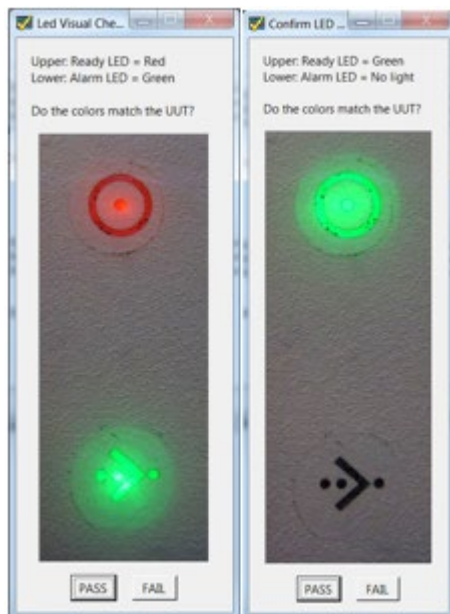 Led Visual Che...
Upper: Ready LED = Red
Lower: Alarm LED = Green
Do the colors match the UUT?
PASS FAIL
Confirm LED ...
Upper: Ready LED = Green
Lower: Alarm LED = No light
Do the colors match the UUT?
PASS FAIL